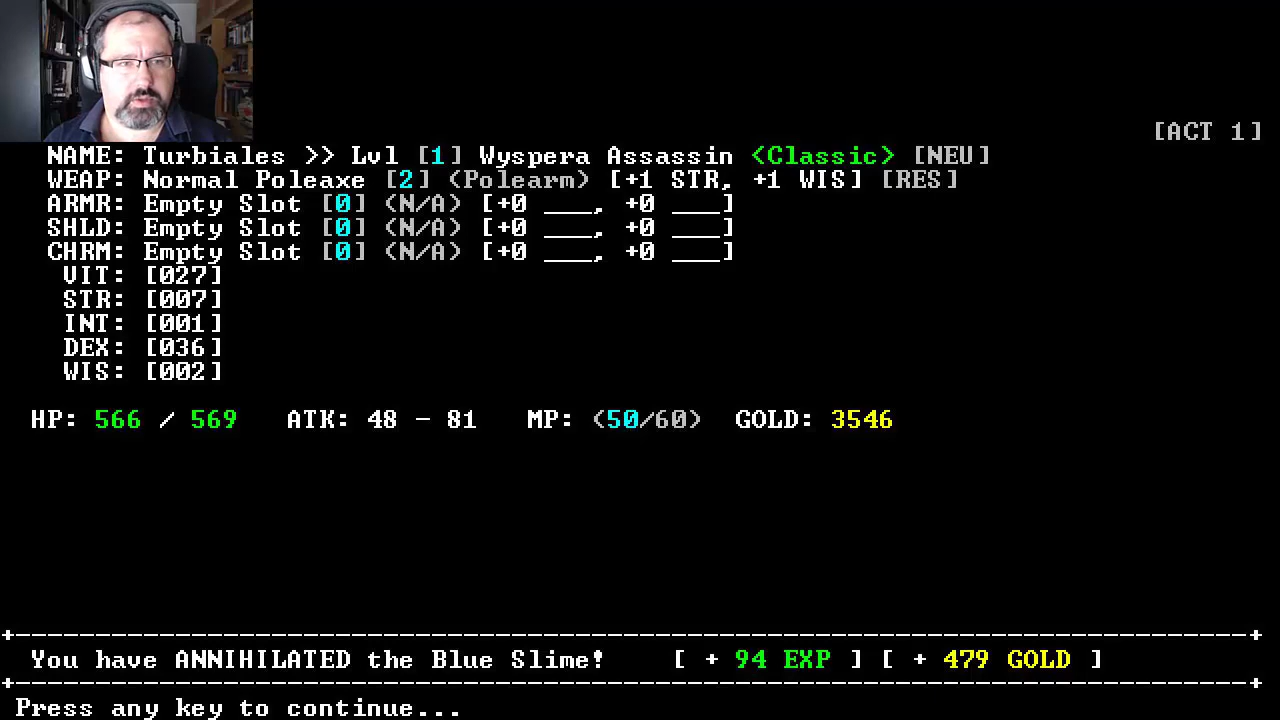 [ACT 1]
NAME: Turbiales >> Lvl [1] Wyspera Assassin <Classic> [NEU]
WEAP: Normal Poleaxe [2] (Polearm) [+1 STR, +1 WIS] [RES]
ARMR: Empty Slot [0] (N/A) [+0 ___, +0 ___]
SHLD: Empty Slot [0] (N/A) [+0 ___, +0 ___]
CHRM: Empty Slot [0] (N/A) [+0 ___, +0 ___]
VIT: [027]
STR: [007]
INT: [001]
DEX: [036]
WIS: [002]
HP: 566 / 569 ATK: 48 - 81 MP: (50/60) GOLD: 3546
You have ANNIHILATED the Blue Slime! [ + 94 EXP ] [ + 479 GOLD ]
Press any key to continue...